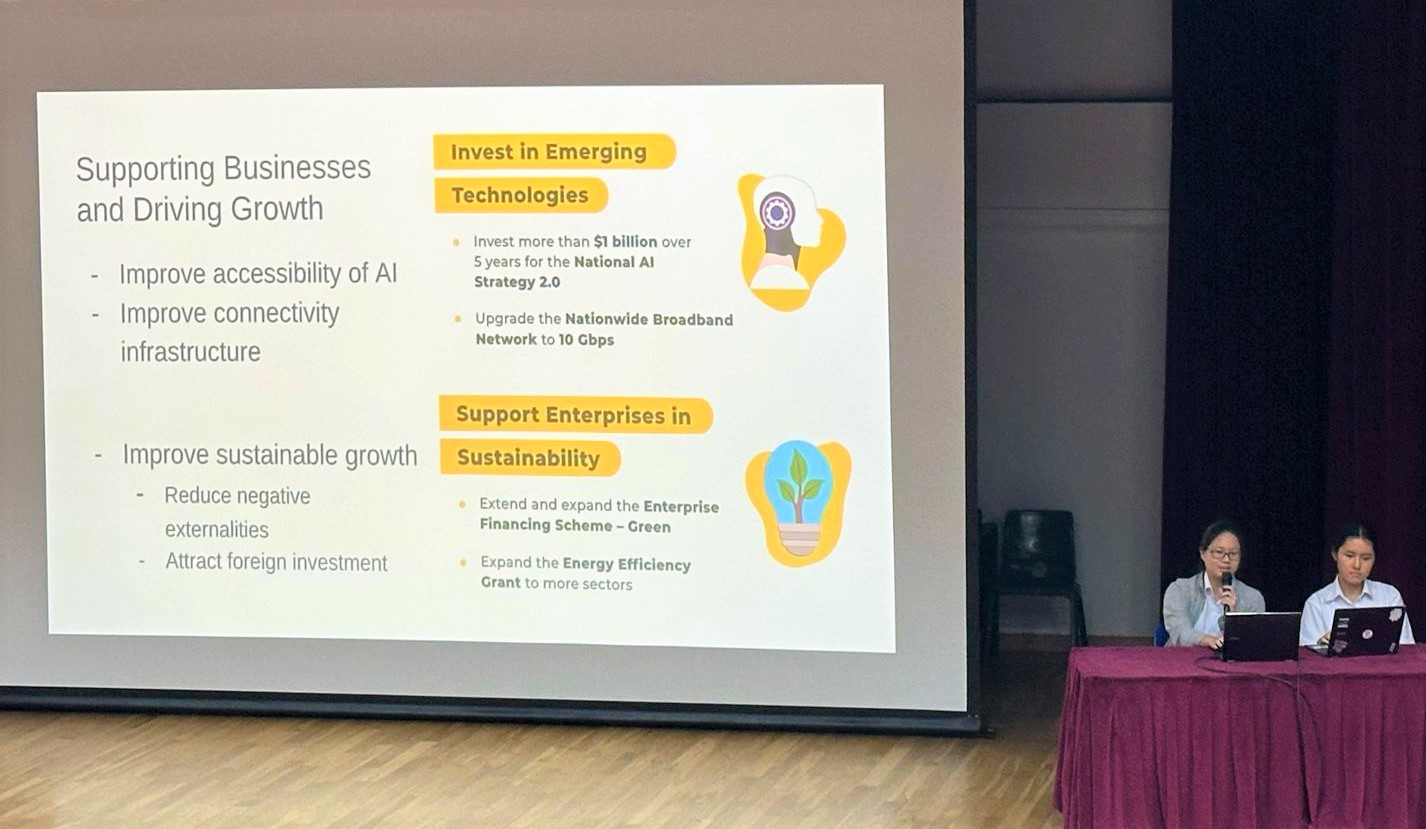 Supporting Businesses
and Driving Growth
- Improve accessibility of AI
- Improve connectivity
infrastructure
- Improve sustainable growth
- Reduce negative
externalities
- Attract foreign investment
Invest in Emerging
Technologies
• Invest more than $1 billion over
5 years for the National AI
Strategy 2.0
• Upgrade the Nationwide Broadband
Network to 10 Gbps
Support Enterprises in
Sustainability
• Extend and expand the Enterprise
Financing Scheme – Green
• Expand the Energy Efficiency
Grant to more sectors